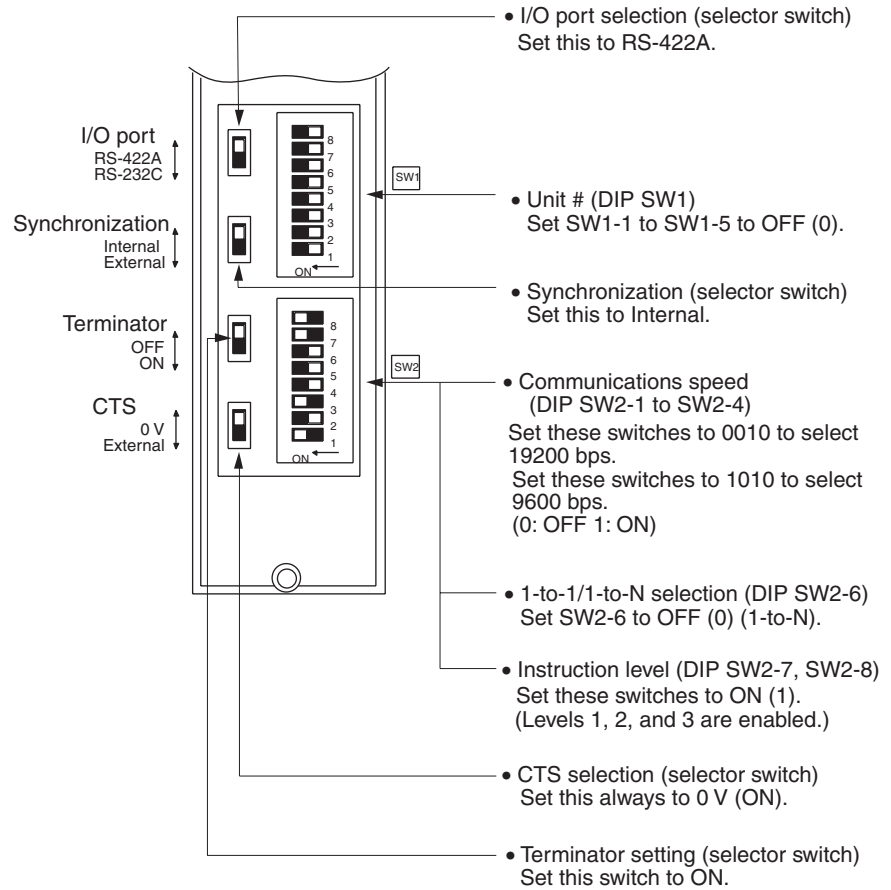 • I/O port selection (selector switch)
Set this to RS-422A.
I/O port
RS-422A
RS-232C
Synchronization
Internal
External
Terminator
OFF
ON
CTS
0 V
External
8
7
6
5
4
3
2
1
ON
SW1
8
7
6
5
4
3
2
1
ON
SW2
• Unit # (DIP SW1)
Set SW1-1 to SW1-5 to OFF (0).
• Synchronization (selector switch)
Set this to Internal.
• Communications speed
(DIP SW2-1 to SW2-4)
Set these switches to 0010 to select
19200 bps.
Set these switches to 1010 to select
9600 bps.
(0: OFF 1: ON)
• 1-to-1/1-to-N selection (DIP SW2-6)
Set SW2-6 to OFF (0) (1-to-N).
• Instruction level (DIP SW2-7, SW2-8)
Set these switches to ON (1).
(Levels 1, 2, and 3 are enabled.)
• CTS selection (selector switch)
Set this always to 0 V (ON).
• Terminator setting (selector switch)
Set this switch to ON.